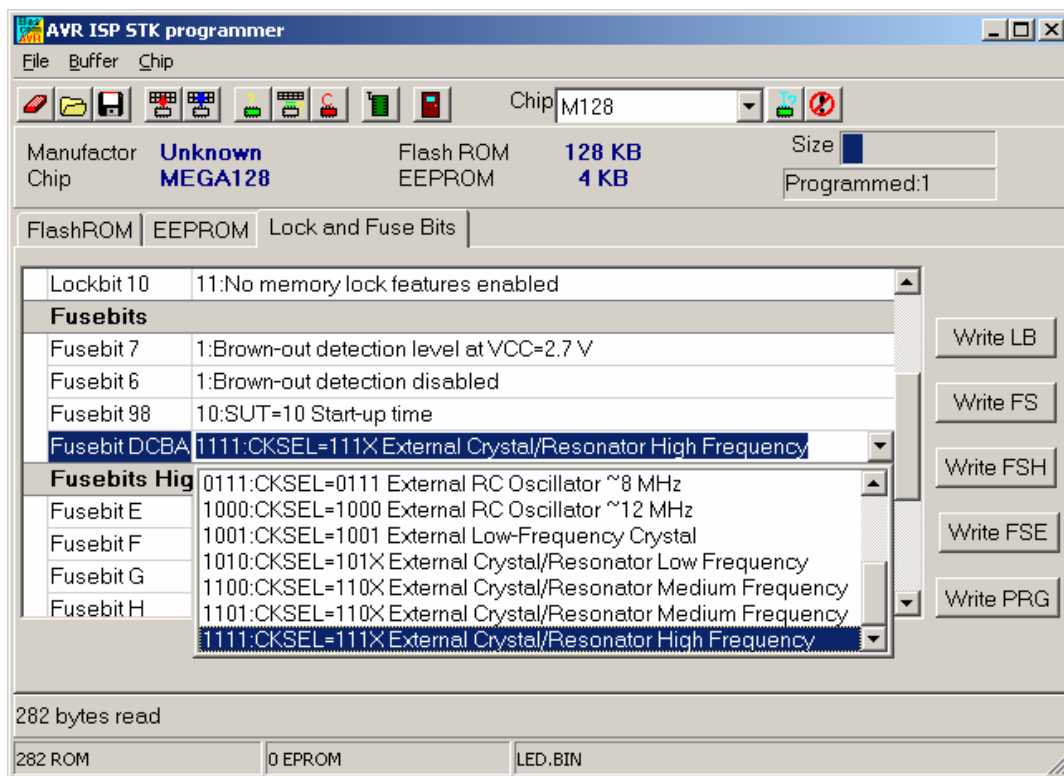 AVR ISP STK programmer
File Buffer Chip
Chip M128
Manufactor Unknown Flash ROM 128 KB Size
Chip MEGA128 EEPROM 4 KB Programmed:1
FlashROM EEPROM Lock and Fuse Bits
Lockbit 10 11:No memory lock features enabled
Fusebits
Fusebit 7 1:Brown-out detection level at VCC=2.7 V
Fusebit 6 1:Brown-out detection disabled
Fusebit 98 10:SUT=10 Start-up time
Fusebit DCBA 1111:CKSEL=111X External Crystal/Resonator High Frequency
Fusebits Hig
Fusebit E
Fusebit F
Fusebit G
Fusebit H
0111:CKSEL=0111 External RC Oscillator ~8 MHz
1000:CKSEL=1000 External RC Oscillator ~12 MHz
1001:CKSEL=1001 External Low-Frequency Crystal
1010:CKSEL=101X External Crystal/Resonator Low Frequency
1100:CKSEL=110X External Crystal/Resonator Medium Frequency
1101:CKSEL=110X External Crystal/Resonator Medium Frequency
1111:CKSEL=111X External Crystal/Resonator High Frequency
Write LB
Write FS
Write FSH
Write FSE
Write PRG
282 bytes read
282 ROM 0 EPROM LED.BIN